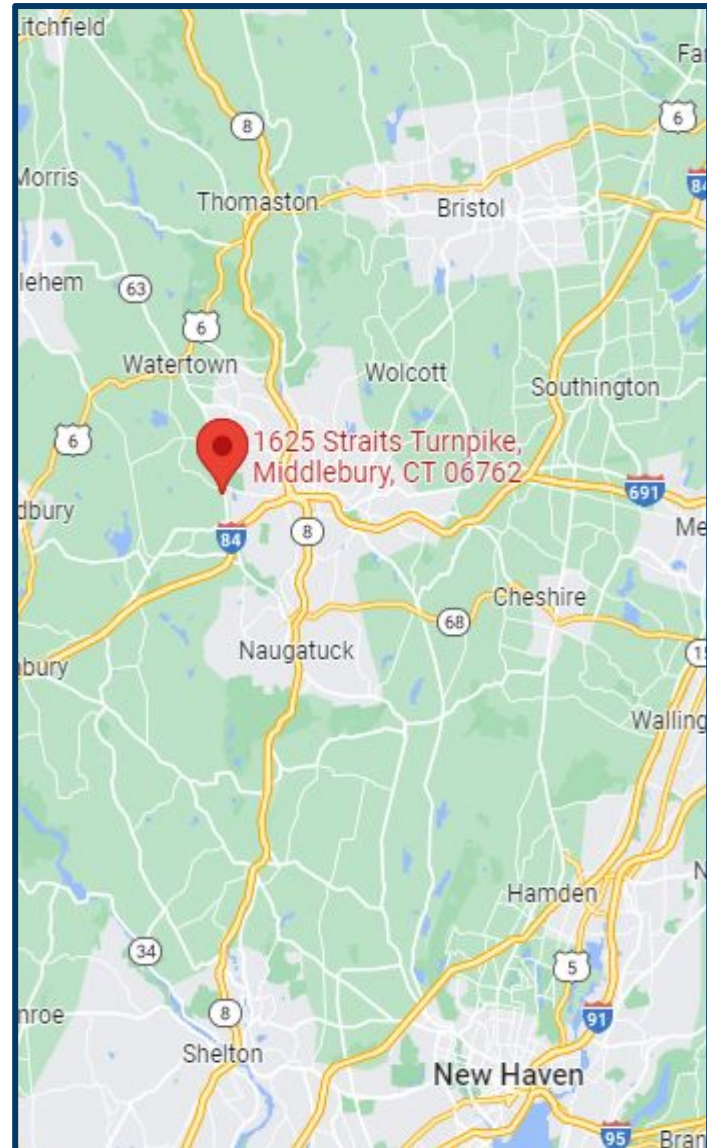 itchfield
Fa
6
8
84
Morris
Thomaston
Bristol
lehem
63
6
Watertown
Wolcott
Southington
6
1625 Straits Turnpike,
Middlebury, CT 06762
691
dbury
84
8
Me
Cheshire
68
Naugatuck
15
bury
Walling
N
Hamden
34
5
nroe
8
91
Shelton
New Haven
95
Bran